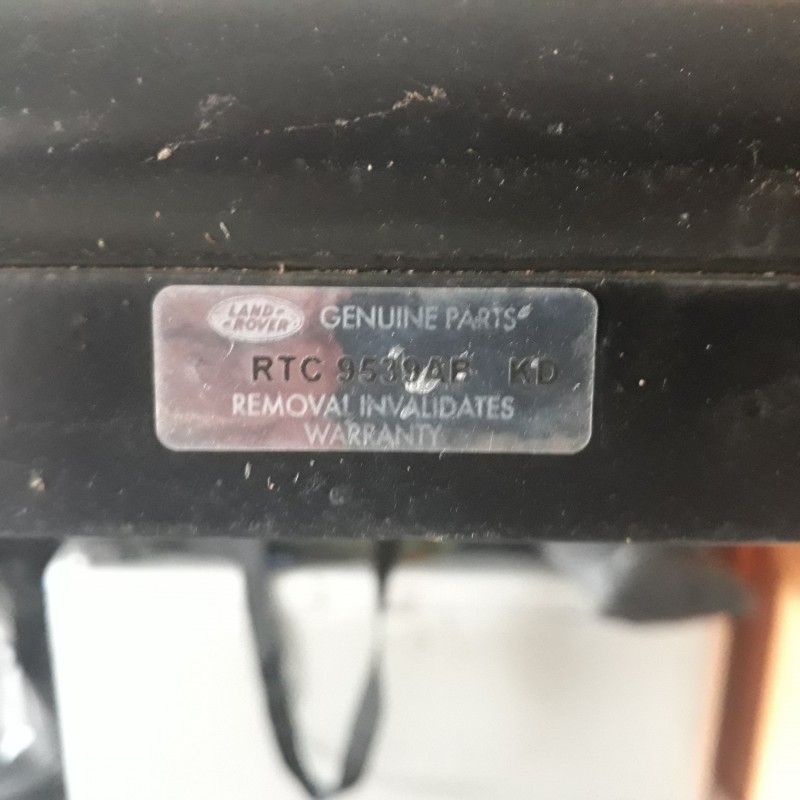 LAND-
-ROVER
GENUINE PARTS
RTC 9539AB KD
REMOVAL INVALIDATES
WARRANTY